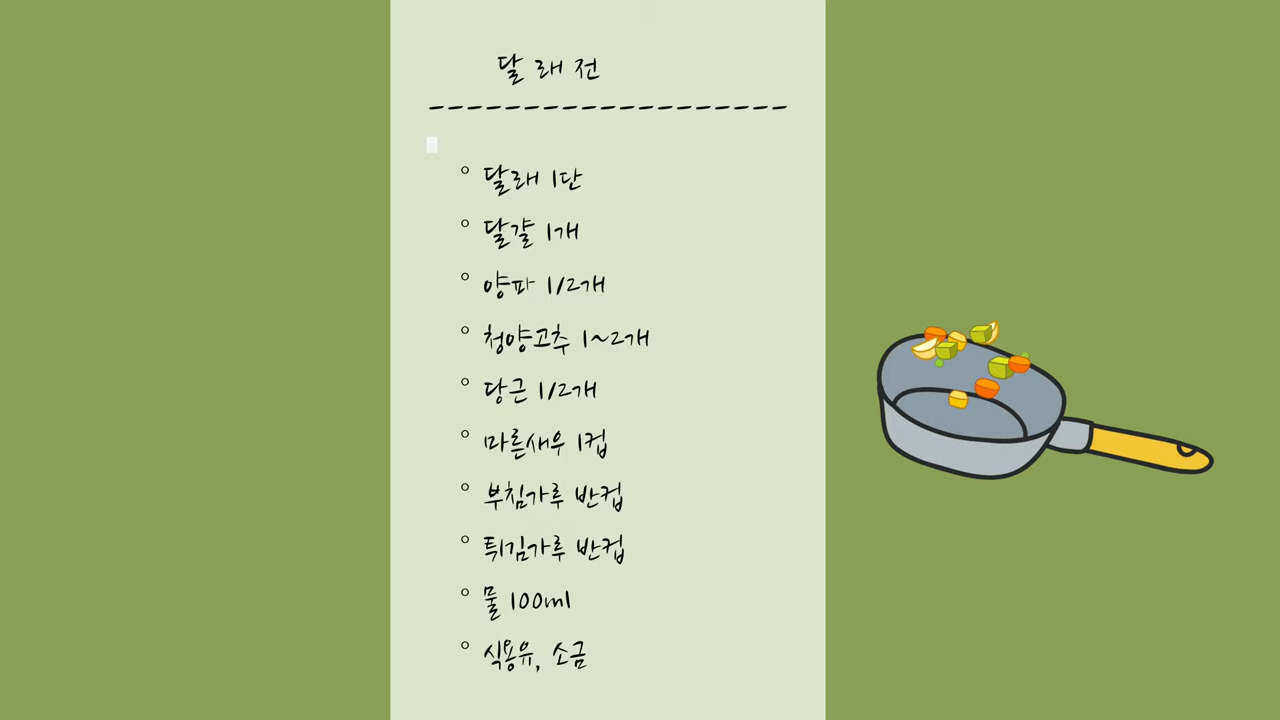 달래전
달래 1단
달걀 1개
양파 1/2개
청양고추 1~2개
당근 1/2개
마른새우 1컵
부침가루 반컵
튀김가루 반컵
물 100ml
식용유, 소금